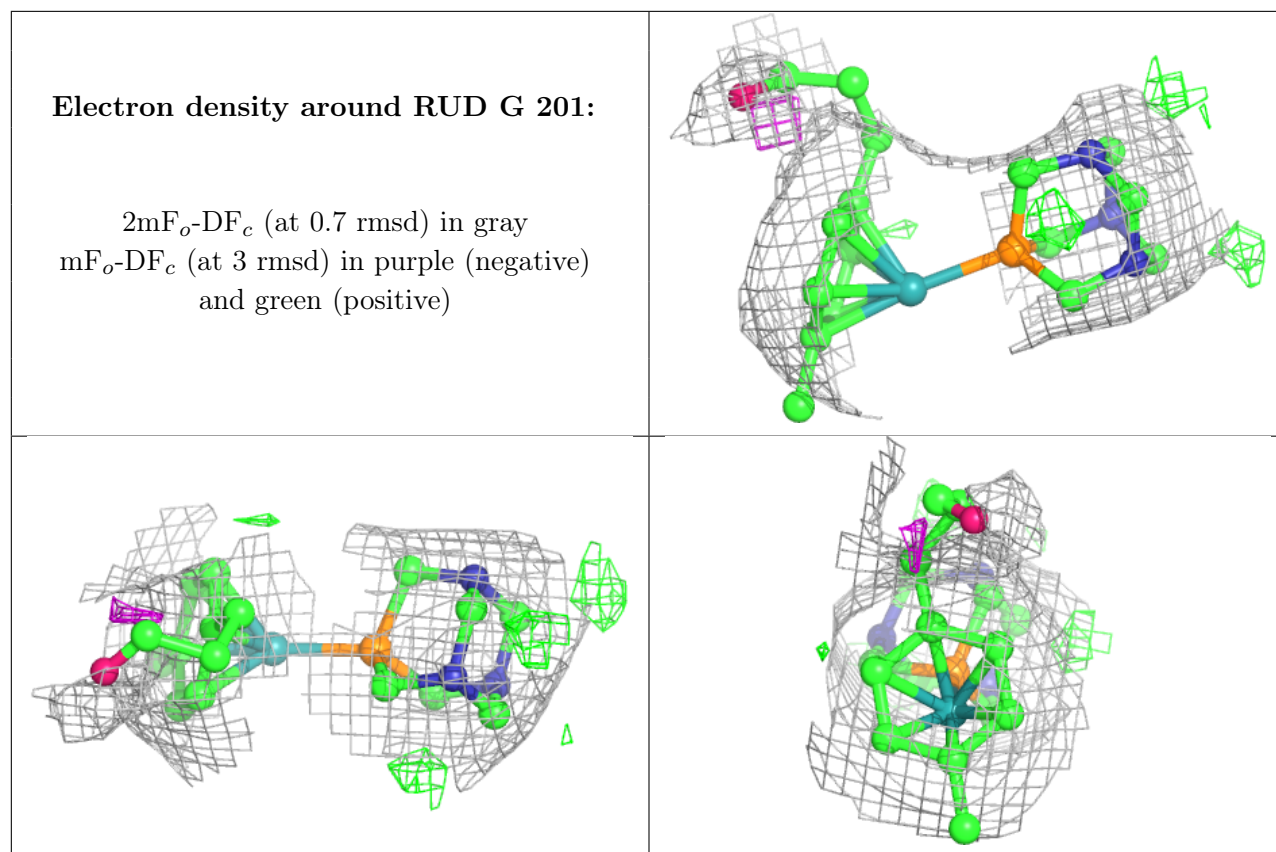 Electron density around RUD G 201:
2mFo-DFc (at 0.7 rmsd) in gray
mFo-DFc (at 3 rmsd) in purple (negative)
and green (positive)